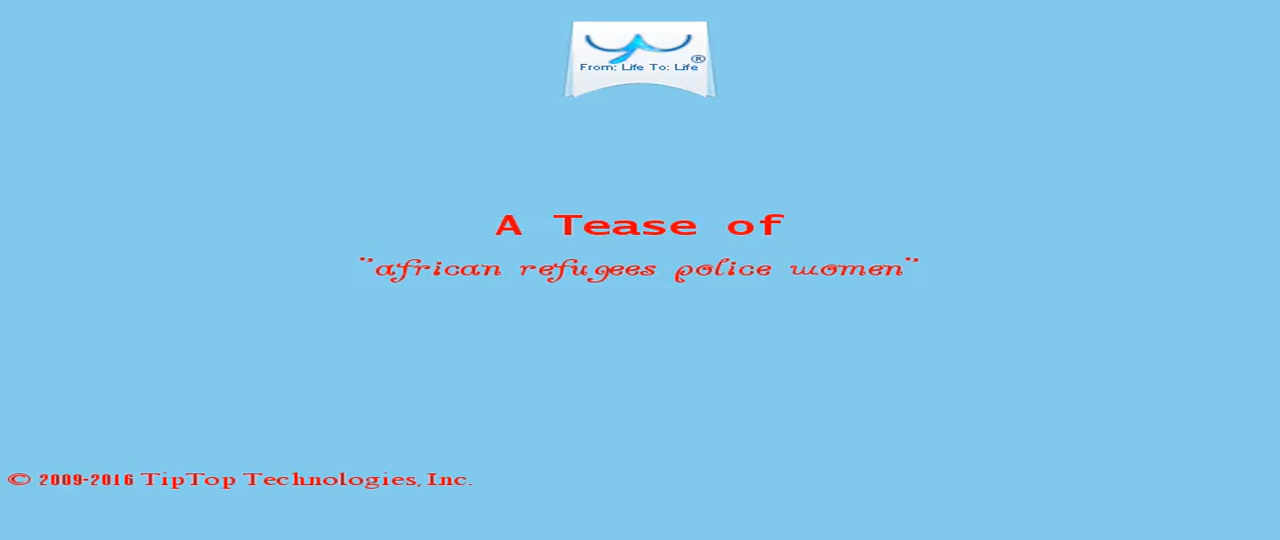 From: Life To: Life®
A Tease of
"african refugees police women"
© 2009-2016 TipTop Technologies, Inc.